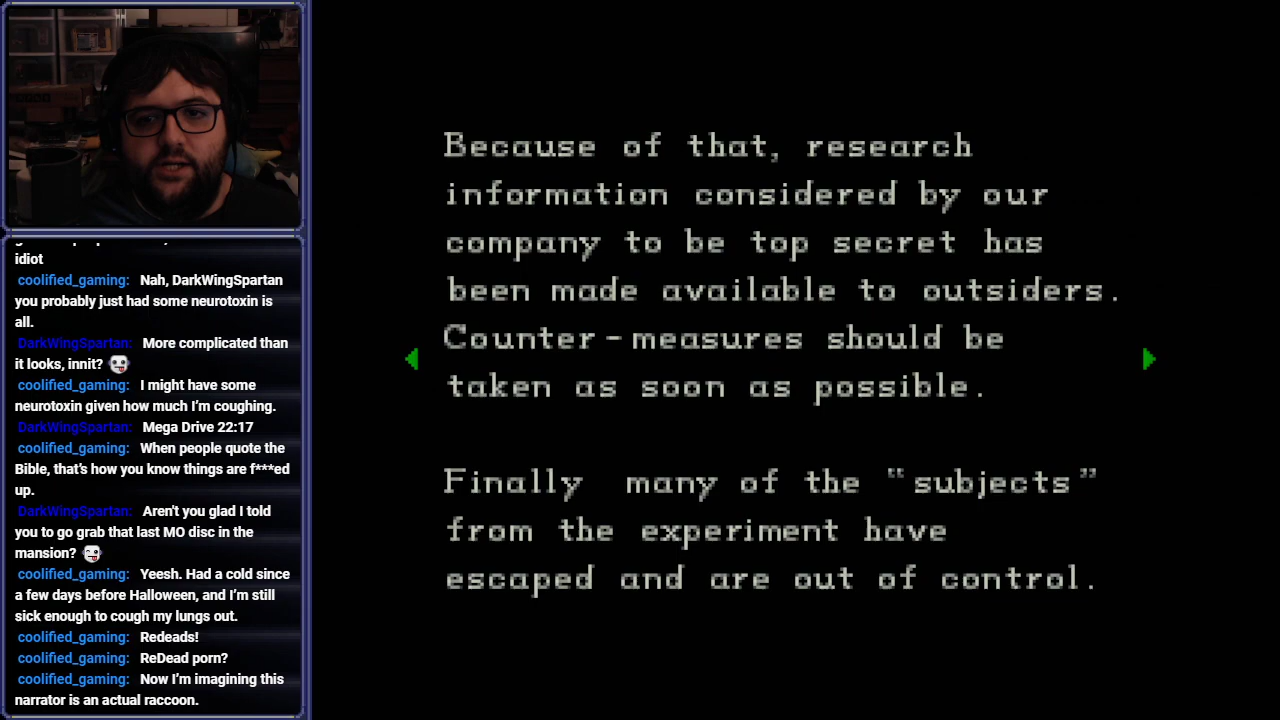 idiot
coolified_gaming: Nah, DarkWingSpartan
you probably just had some neurotoxin is
all.
DarkWingSpartan: More complicated than
it looks, innit?
coolified_gaming: I might have some
neurotoxin given how much I'm coughing.
DarkWingSpartan: Mega Drive 22:17
coolified_gaming: When people quote the
Bible, that's how you know things are f***ed
up.
DarkWingSpartan: Aren't you glad I told
you to go grab that last MO disc in the
mansion?
coolified_gaming: Yeesh. Had a cold since
a few days before Halloween, and I'm still
sick enough to cough my lungs out.
coolified_gaming: Redeads!
coolified_gaming: ReDead porn?
coolified_gaming: Now I'm imagining this
narrator is an actual raccoon.
Because of that, research
information considered by our
company to be top secret has
been made available to outsiders.
Counter-measures should be
taken as soon as possible.
Finally many of the "subjects"
from the experiment have
escaped and are out of control.